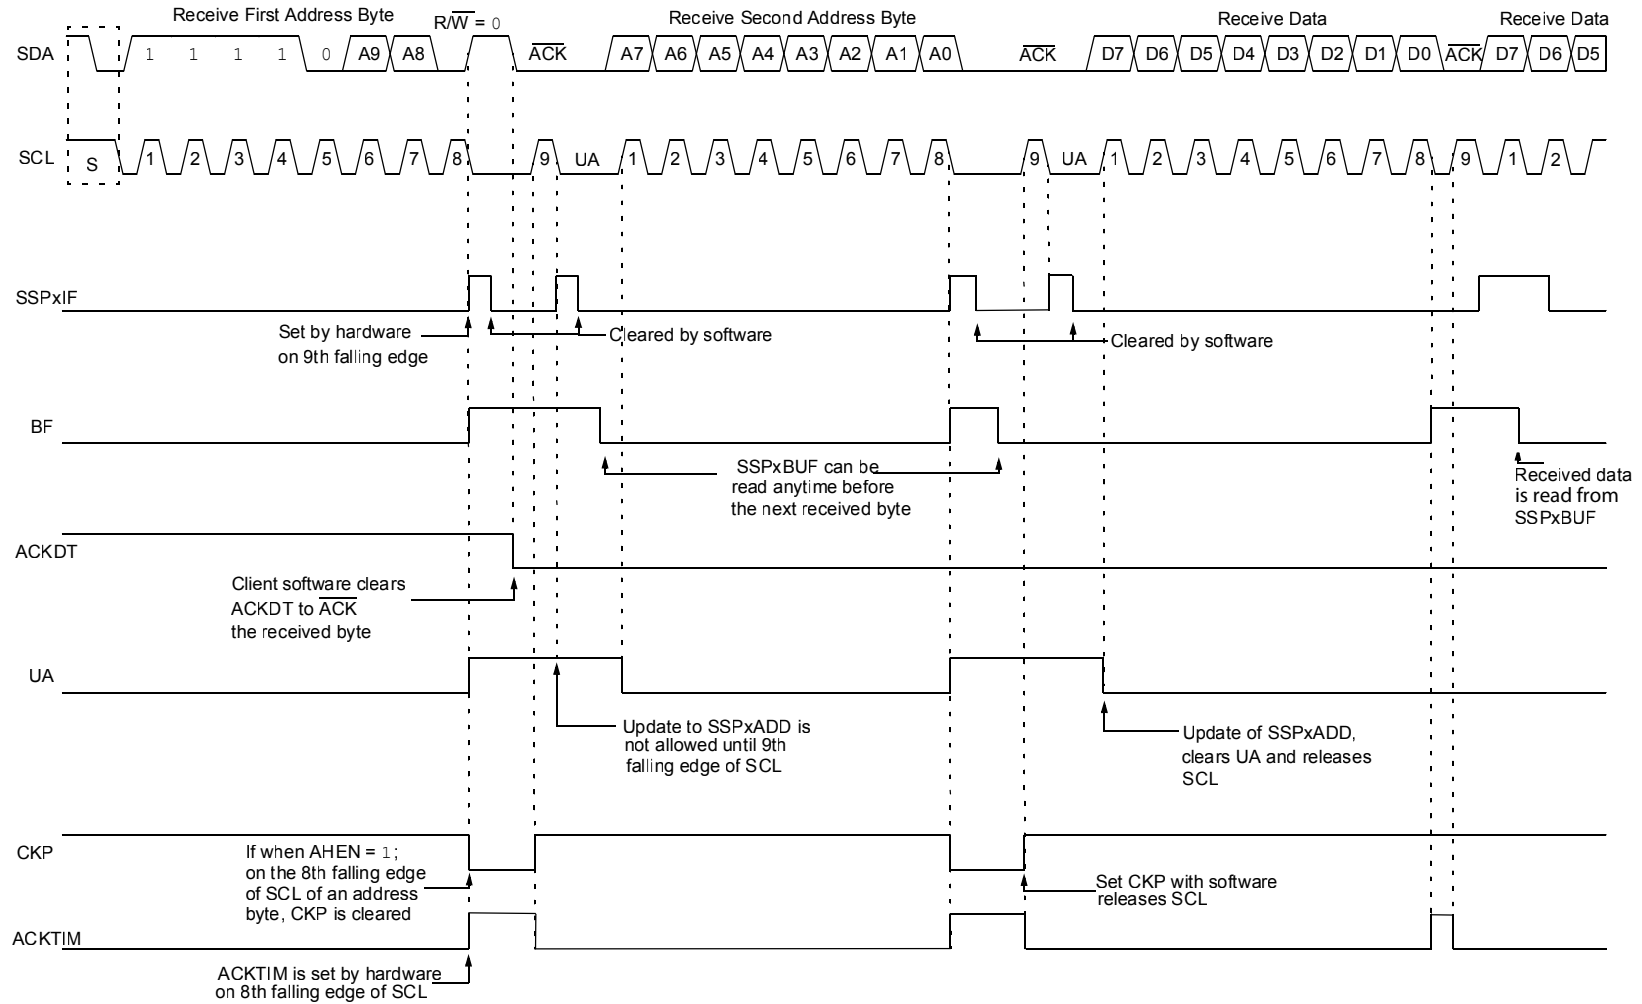 Receive First Address Byte
R/W = 0
Receive Second Address Byte
Receive Data
Receive Data
SDA
1 1 1 1 0 A9 A8
ACK
A7 A6 A5 A4 A3 A2 A1 A0
ACK
D7 D6 D5 D4 D3 D2 D1 D0
ACK
D7 D6 D5
SCL
S
1 2 3 4 5 6 7 8 9
UA
1 2 3 4 5 6 7 8 9
UA
1 2 3 4 5 6 7 8 9 1 2
SSPxIF
Set by hardware
on 9th falling edge
Cleared by software
Cleared by software
BF
SSPxBUF can be
read anytime before
the next received byte
Received data
is read from
SSPxBUF
ACKDT
Client software clears
ACKDT to ACK
the received byte
UA
Update to SSPxADD is
not allowed until 9th
falling edge of SCL
Update of SSPxADD,
clears UA and releases
SCL
CKP
If when AHEN = 1;
on the 8th falling edge
of SCL of an address
byte, CKP is cleared
Set CKP with software
releases SCL
ACKTIM
ACKTIM is set by hardware
on 8th falling edge of SCL